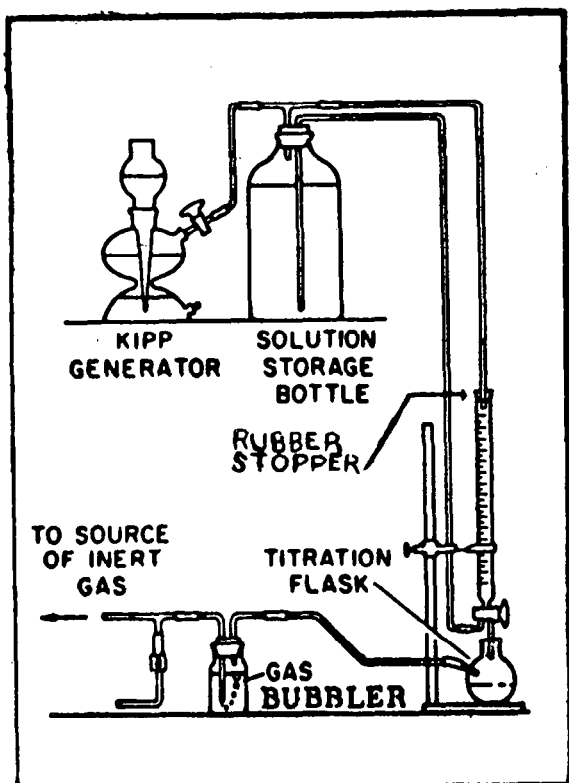 KIPP
GENERATOR
SOLUTION
STORAGE
BOTTLE
RUBBER
STOPPER
TO SOURCE
OF INERT
GAS
TITRATION
FLASK
GAS
BUBBLER